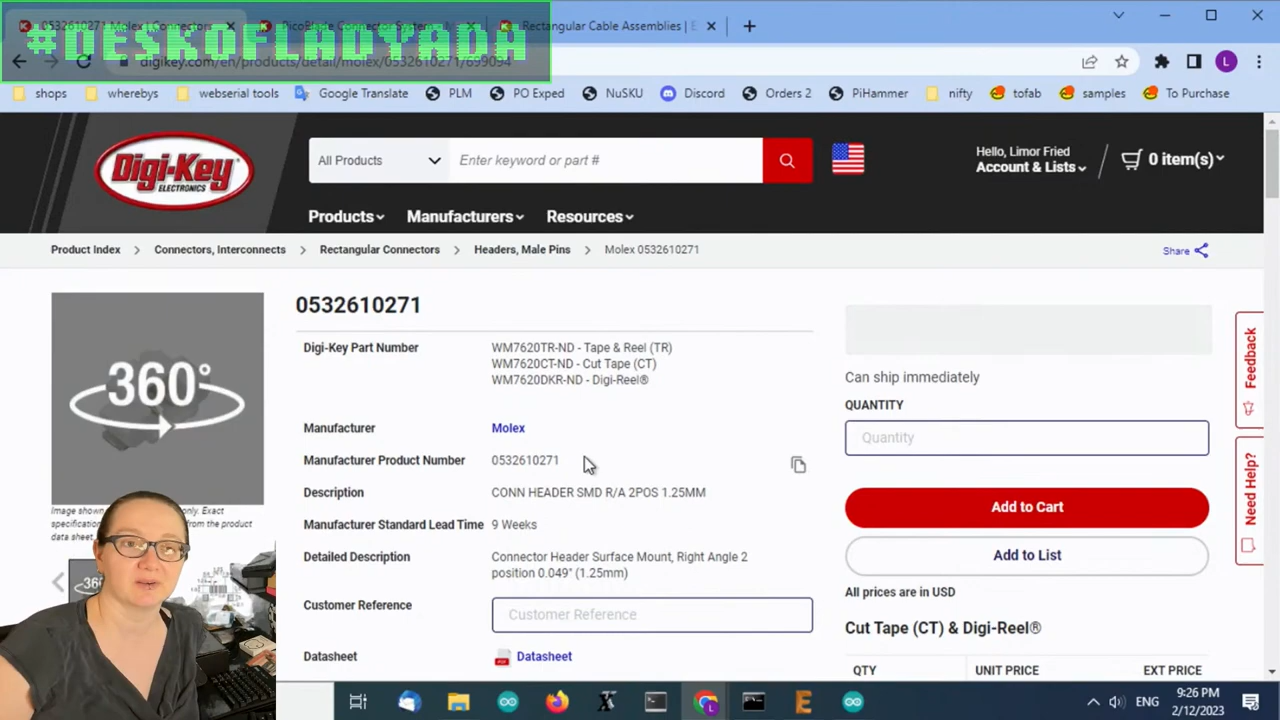 0532610271 Molex | Connectors
PicoBlade Connector System - M
Rectangular Cable Assemblies | E
#DESKOFLADYADA
digikey.com/en/products/detail/molex/0532610271/699094
shops
wherebys
webserial tools
Google Translate
PLM
PO Exped
NuSKU
Discord
Orders 2
PiHammer
nifty
tofab
samples
To Purchase
Digi-Key
ELECTRONICS
All Products
Enter keyword or part #
Hello, Limor Fried
Account & Lists
0 item(s)
Products
Manufacturers
Resources
Product Index > Connectors, Interconnects > Rectangular Connectors > Headers, Male Pins > Molex 0532610271
Share
360°
0532610271
Digi-Key Part Number
WM7620TR-ND - Tape & Reel (TR)
WM7620CT-ND - Cut Tape (CT)
WM7620DKR-ND - Digi-Reel®
Manufacturer
Molex
Manufacturer Product Number
0532610271
Description
CONN HEADER SMD R/A 2POS 1.25MM
Manufacturer Standard Lead Time
9 Weeks
Detailed Description
Connector Header Surface Mount, Right Angle 2
position 0.049" (1.25mm)
Customer Reference
Customer Reference
Datasheet
Datasheet
Can ship immediately
QUANTITY
Quantity
Add to Cart
Add to List
All prices are in USD
Cut Tape (CT) & Digi-Reel®
QTY
UNIT PRICE
EXT PRICE
Feedback
Need Help?
ENG
9:26 PM
2/12/2023